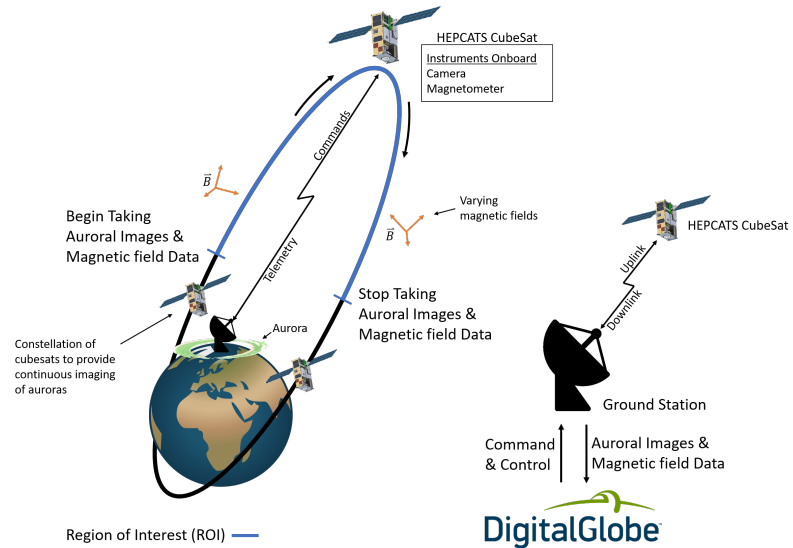 HEPCATS CubeSat
Instruments Onboard
Camera
Magnetometer
Commands
Telemetry
B
Begin Taking
Auroral Images &
Magnetic field Data
Varying
magnetic fields
B
Stop Taking
Auroral Images &
Magnetic field Data
Aurora
Constellation of
cubesats to provide
continuous imaging
of auroras
Region of Interest (ROI)
HEPCATS CubeSat
Uplink
Downlink
Ground Station
Command
& Control
Auroral Images &
Magnetic field Data
DigitalGlobe